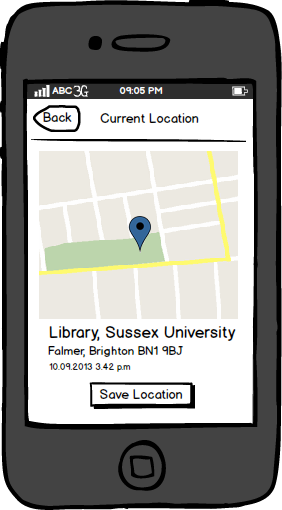 ABC 3G 09:05 PM
Back Current Location
Library, Sussex University
Falmer, Brighton BN1 9BJ
10.09.2013 3.42 p.m
Save Location